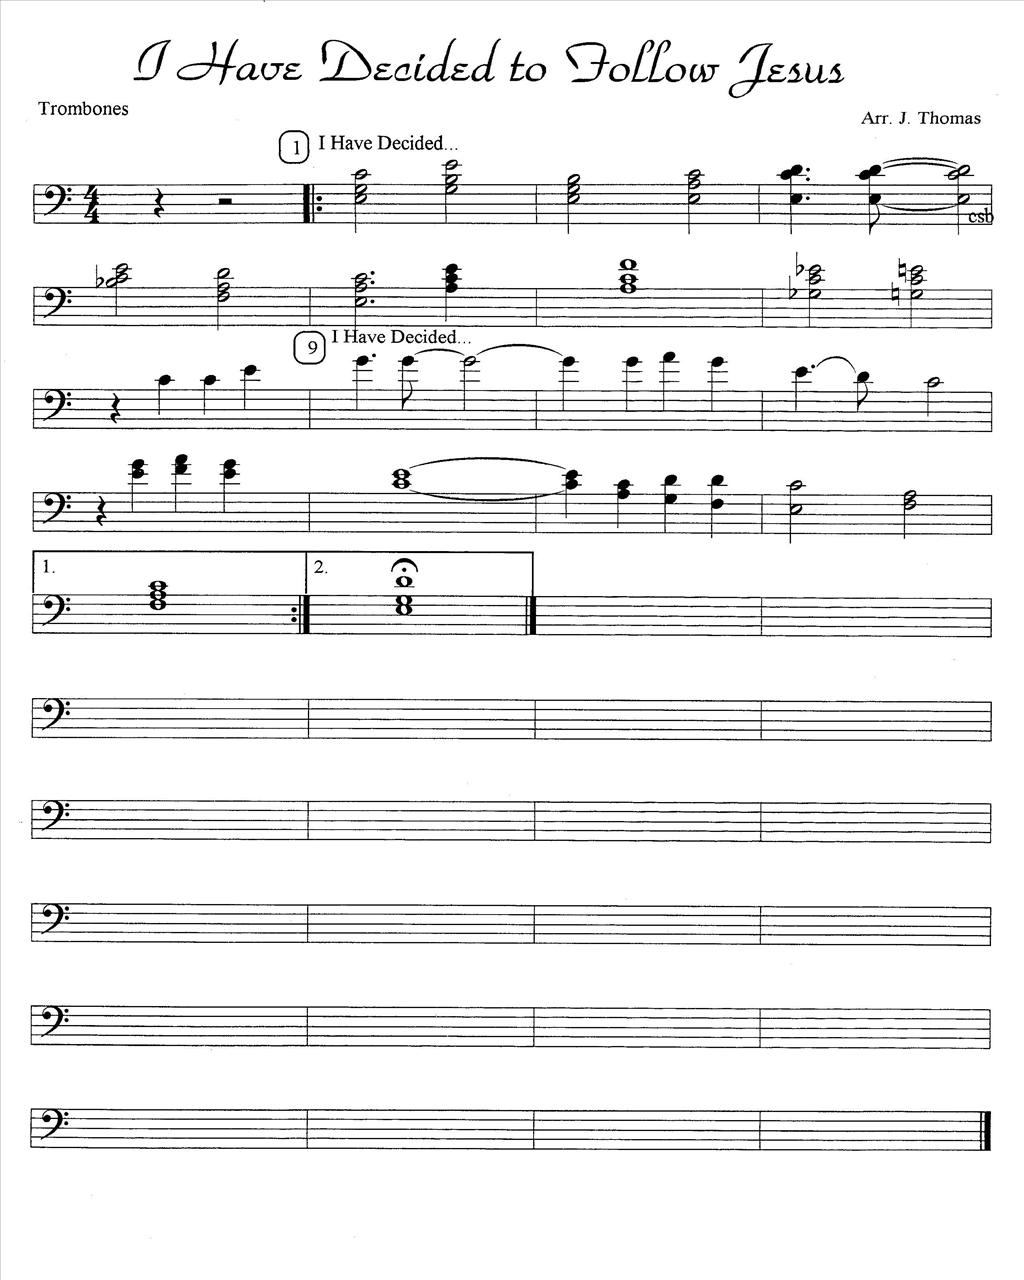 I Have Decided to Follow Jesus
Trombones
Arr. J. Thomas
1 I Have Decided...
4
4
csb
9 I Have Decided...
1. 2.